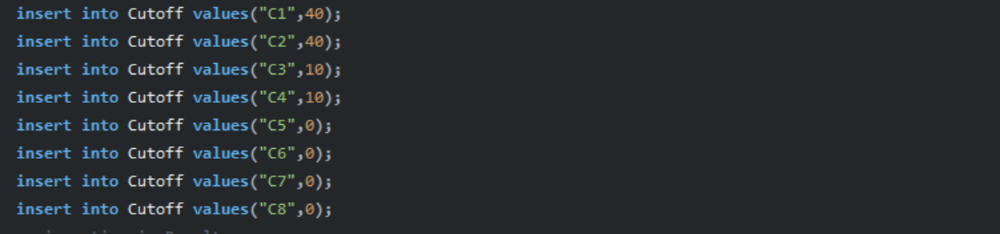 insert into Cutoff values("C1",40);
insert into Cutoff values("C2",40);
insert into Cutoff values("C3",10);
insert into Cutoff values("C4",10);
insert into Cutoff values("C5",0);
insert into Cutoff values("C6",0);
insert into Cutoff values("C7",0);
insert into Cutoff values("C8",0);